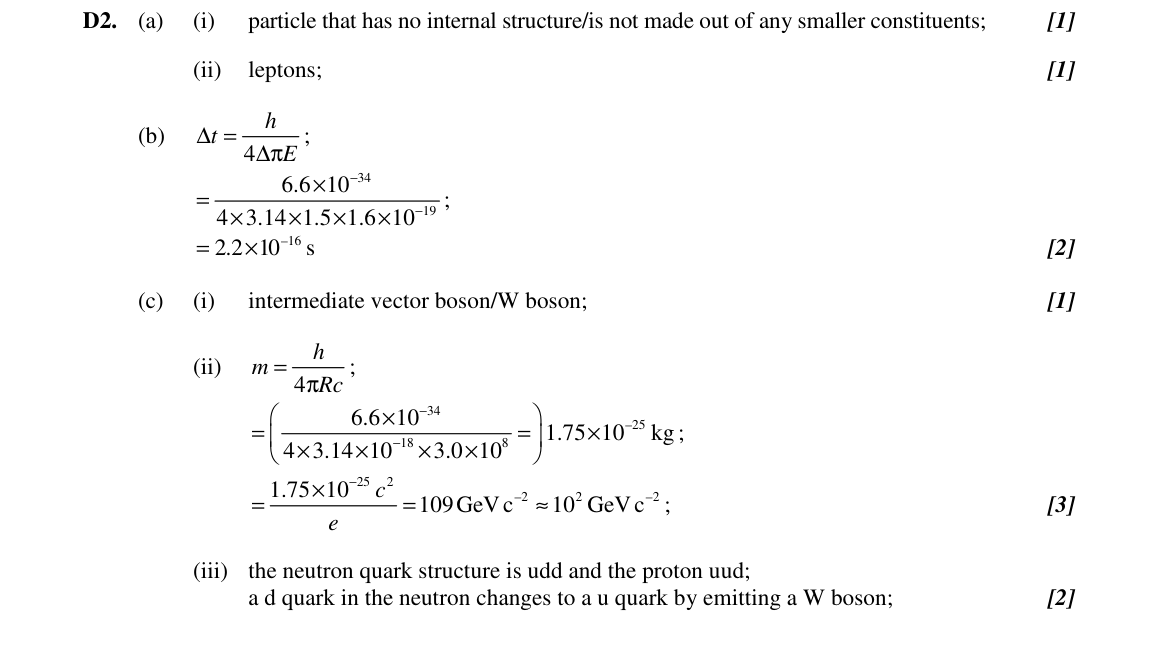 D2. (a) (i) particle that has no internal structure/is not made out of any smaller constituents; [1]
(ii) leptons; [1]
(b) Δt = h / 4ΔπE ;
= 6.6×10⁻³⁴ / 4×3.14×1.5×1.6×10⁻¹⁹ ;
= 2.2×10⁻¹⁶ s [2]
(c) (i) intermediate vector boson/W boson; [1]
(ii) m = h / 4πRc ;
= ( 6.6×10⁻³⁴ / 4×3.14×10⁻¹⁸×3.0×10⁸ = ) 1.75×10⁻²⁵ kg ;
= 1.75×10⁻²⁵ c² / e = 109 GeV c⁻² ≈ 10² GeV c⁻² ; [3]
(iii) the neutron quark structure is udd and the proton uud;
a d quark in the neutron changes to a u quark by emitting a W boson; [2]